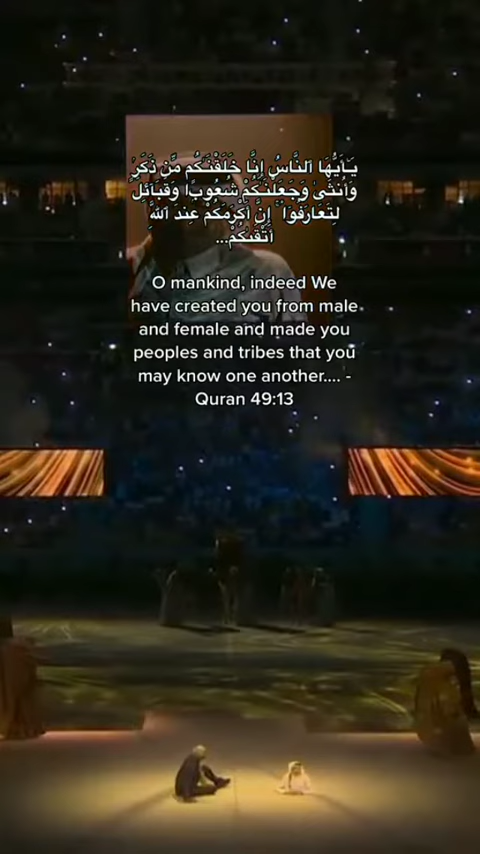 يَـٰٓأَيُّهَا ٱلنَّاسُ إِنَّا خَلَقْنَـٰكُم مِّن ذَكَرٍۢ
وَأُنثَىٰ وَجَعَلْنَـٰكُمْ شُعُوبًۭا وَقَبَآئِلَ
لِتَعَارَفُوٓا۟ ۚ إِنَّ أَكْرَمَكُمْ عِندَ ٱللَّهِ
أَتْقَىٰكُمْ...
O mankind, indeed We
have created you from male
and female and made you
peoples and tribes that you
may know one another.... -
Quran 49:13